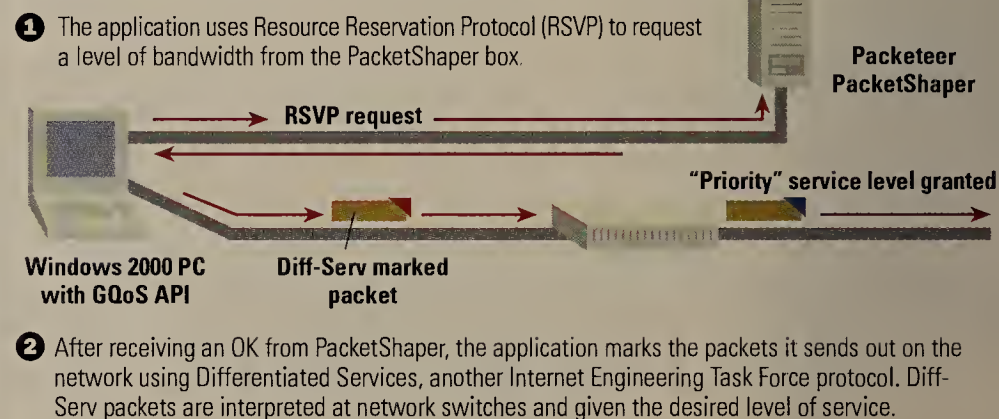 1 The application uses Resource Reservation Protocol (RSVP) to request
a level of bandwidth from the PacketShaper box.
Packeteer
PacketShaper
RSVP request
"Priority" service level granted
Windows 2000 PC
with GQoS API
Diff-Serv marked
packet
2 After receiving an OK from PacketShaper, the application marks the packets it sends out on the
network using Differentiated Services, another Internet Engineering Task Force protocol. Diff-
Serv packets are interpreted at network switches and given the desired level of service.